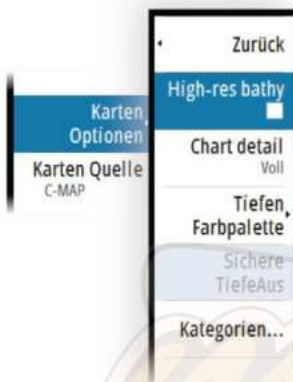 Karten
Optionen
Karten Quelle
C-MAP
Zurück
High-res bathy
Chart detail
Voll
Tiefen
Farbpalette
Sichere
TiefeAus
Kategorien...